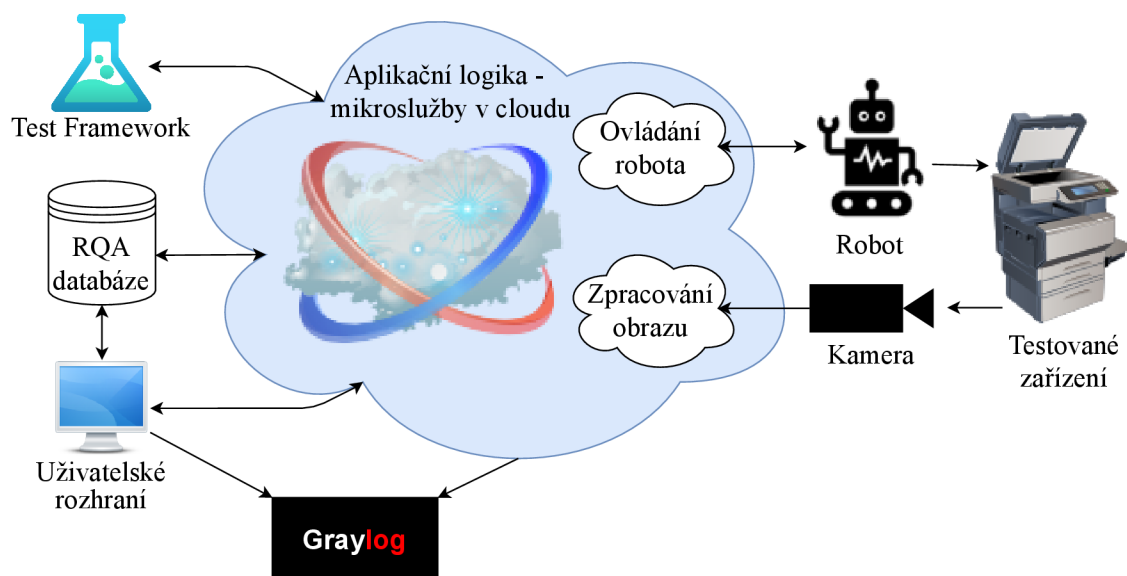 Aplikační logika -
mikroslužby v cloudu
Test Framework
Ovládání
robota
Robot
RQA
databáze
Zpracování
obrazu
Kamera
Testované
zařízení
Uživatelské
rozhraní
Graylog